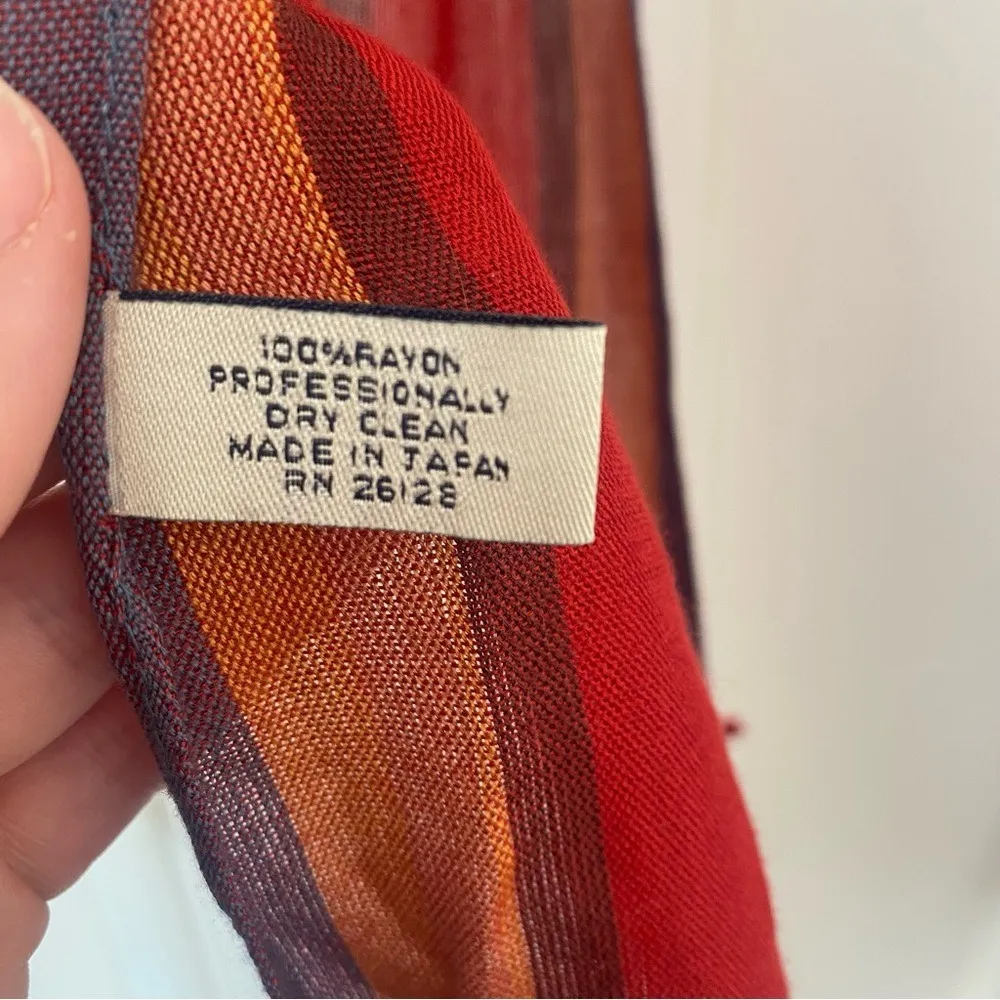 100%RAYON
PROFESSIONALLY
DRY CLEAN
MADE IN JAPAN
RN 26128